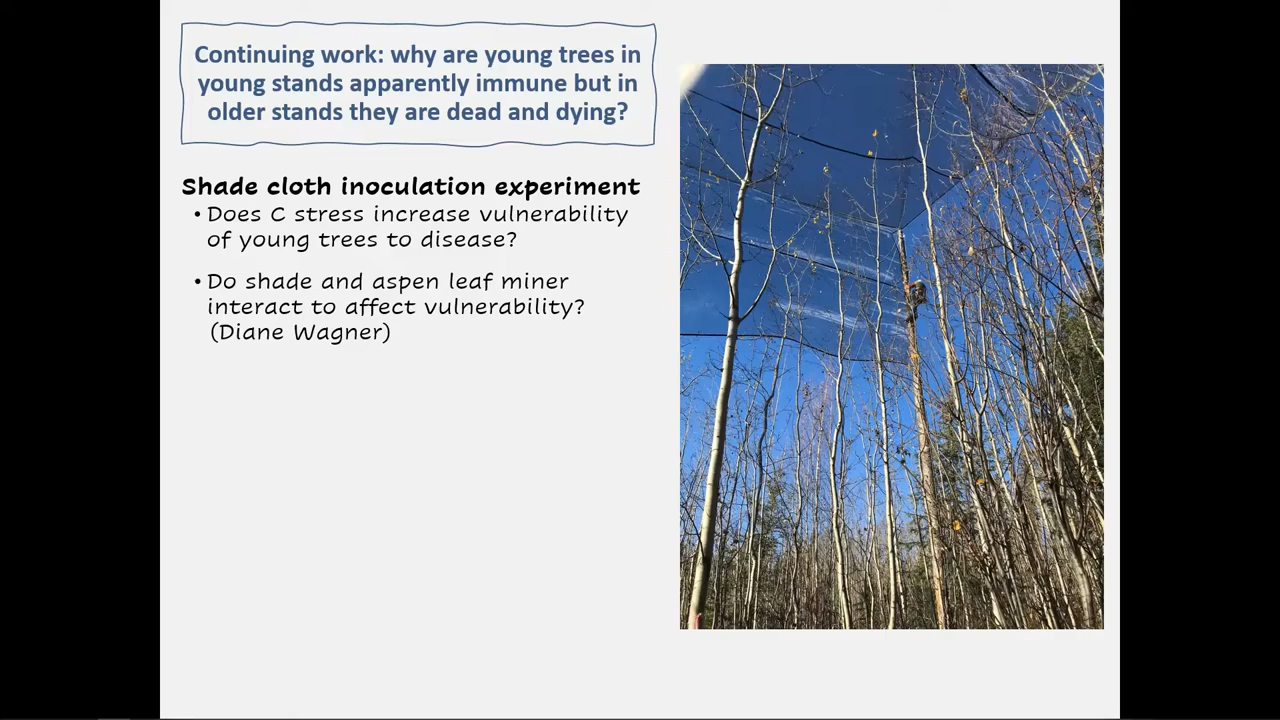 Continuing work: why are young trees in
young stands apparently immune but in
older stands they are dead and dying?
Shade cloth inoculation experiment
• Does C stress increase vulnerability
of young trees to disease?
• Do shade and aspen leaf miner
interact to affect vulnerability?
(Diane Wagner)